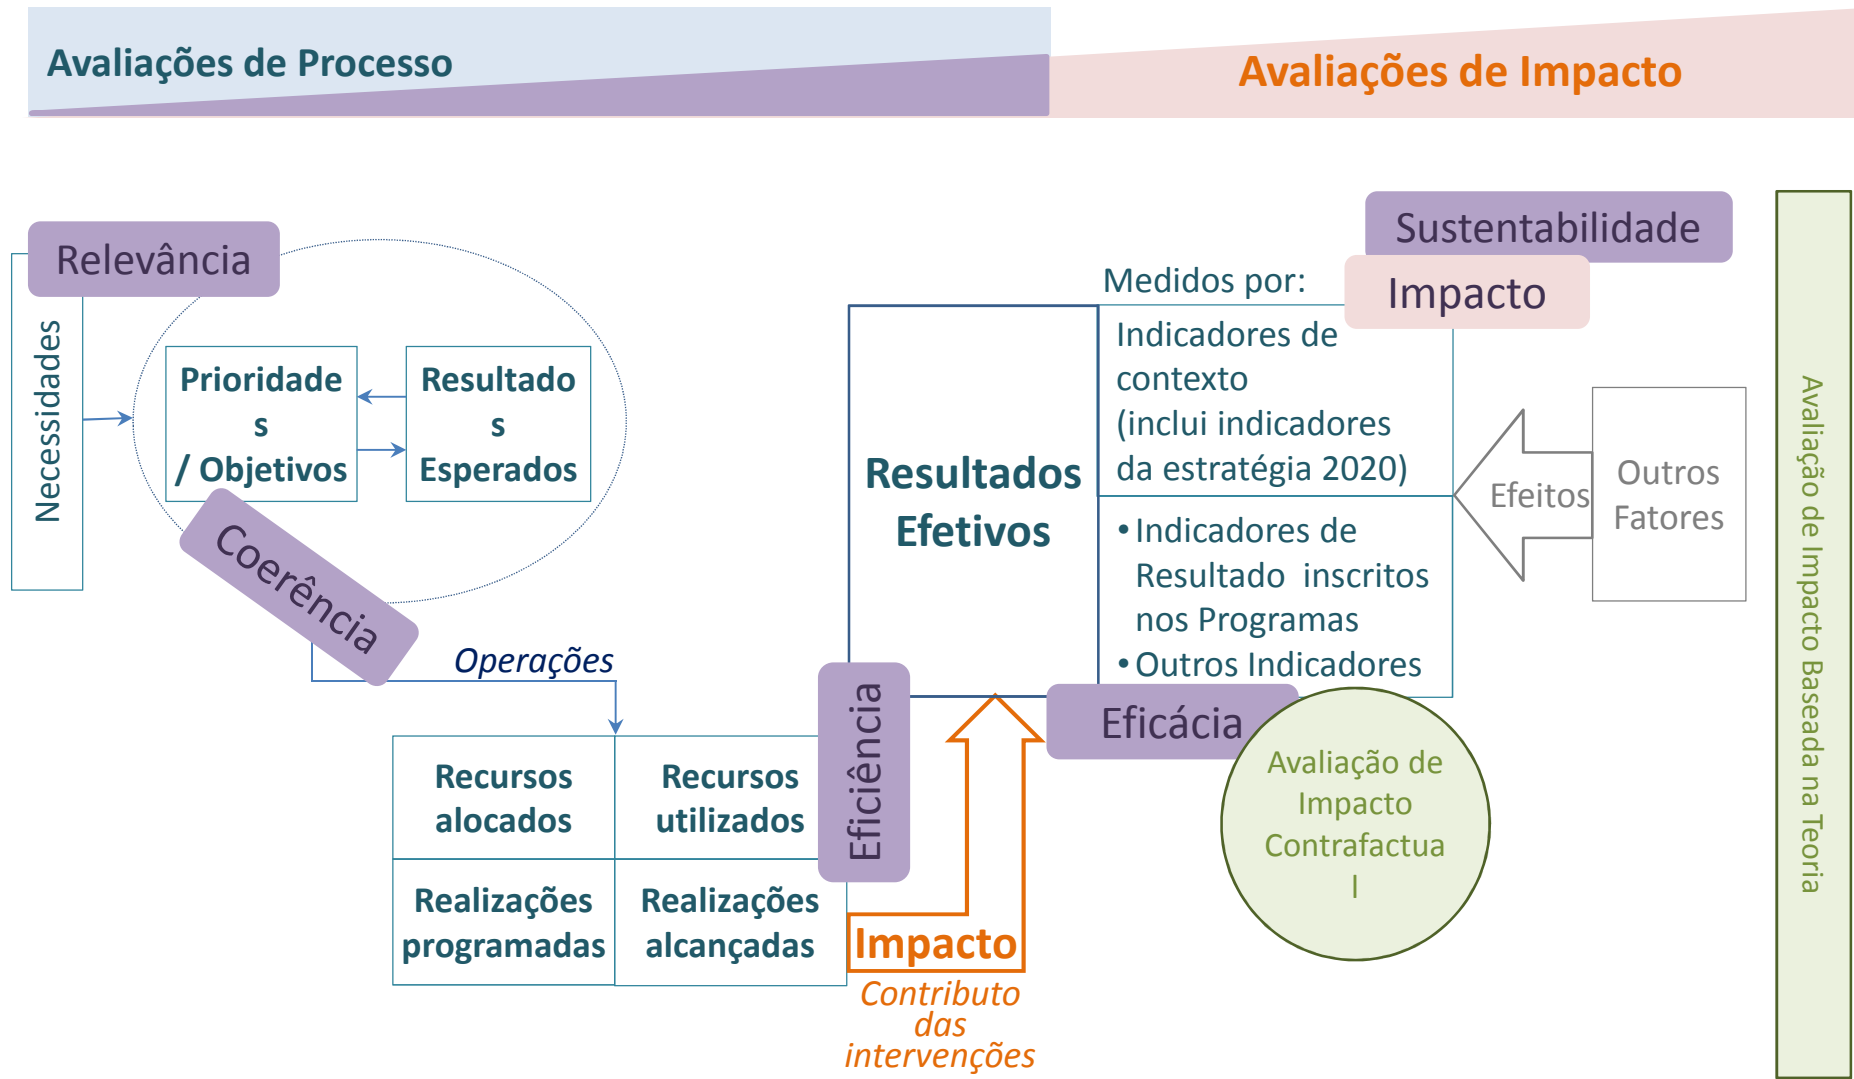 Avaliações de Processo
Avaliações de Impacto
Relevância
Necessidades
Prioridade
s
/ Objetivos
Resultado
s
Esperados
Coerência
Operações
Recursos
alocados
Recursos
utilizados
Realizações
programadas
Realizações
alcançadas
Eficiência
Impacto
Contributo
das
intervenções
Resultados
Efetivos
Medidos por:
Sustentabilidade
Impacto
Indicadores de
contexto
(inclui indicadores
da estratégia 2020)
•Indicadores de
Resultado inscritos
nos Programas
•Outros Indicadores
Eficácia
Avaliação de
Impacto
Contrafactua
l
Efeitos
Outros
Fatores
Avaliação de Impacto Baseada na Teoria